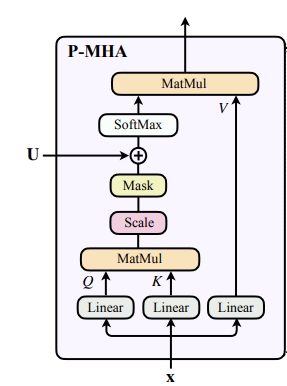 P-MHA
MatMul
V
SoftMax
U
+
Mask
Scale
MatMul
Q K
Linear Linear Linear
x